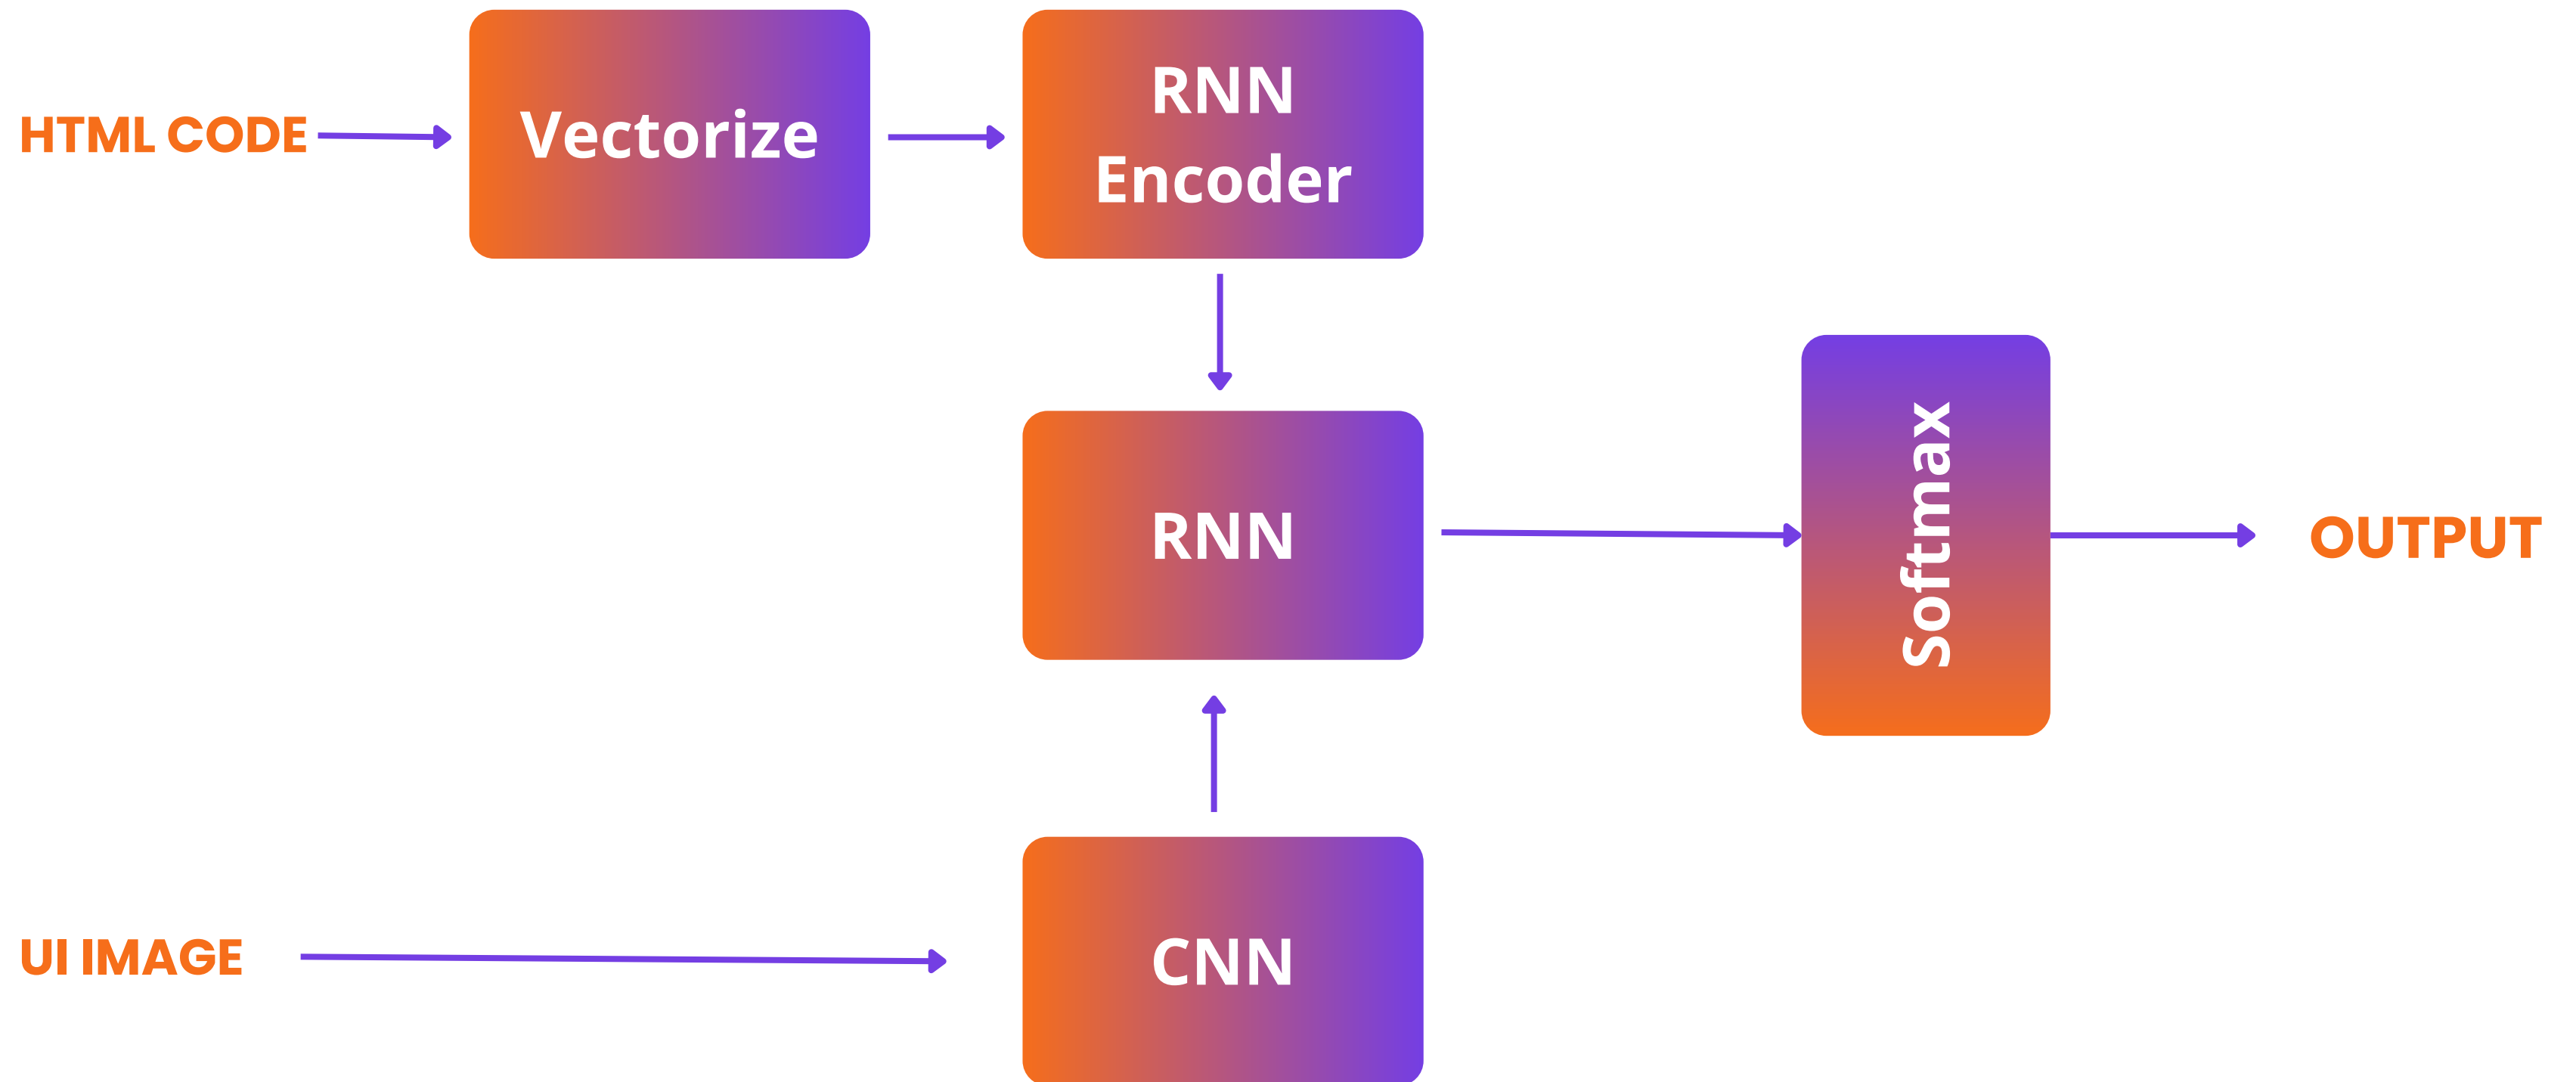 HTML CODE
Vectorize
RNN
Encoder
RNN
Softmax
OUTPUT
UI IMAGE
CNN